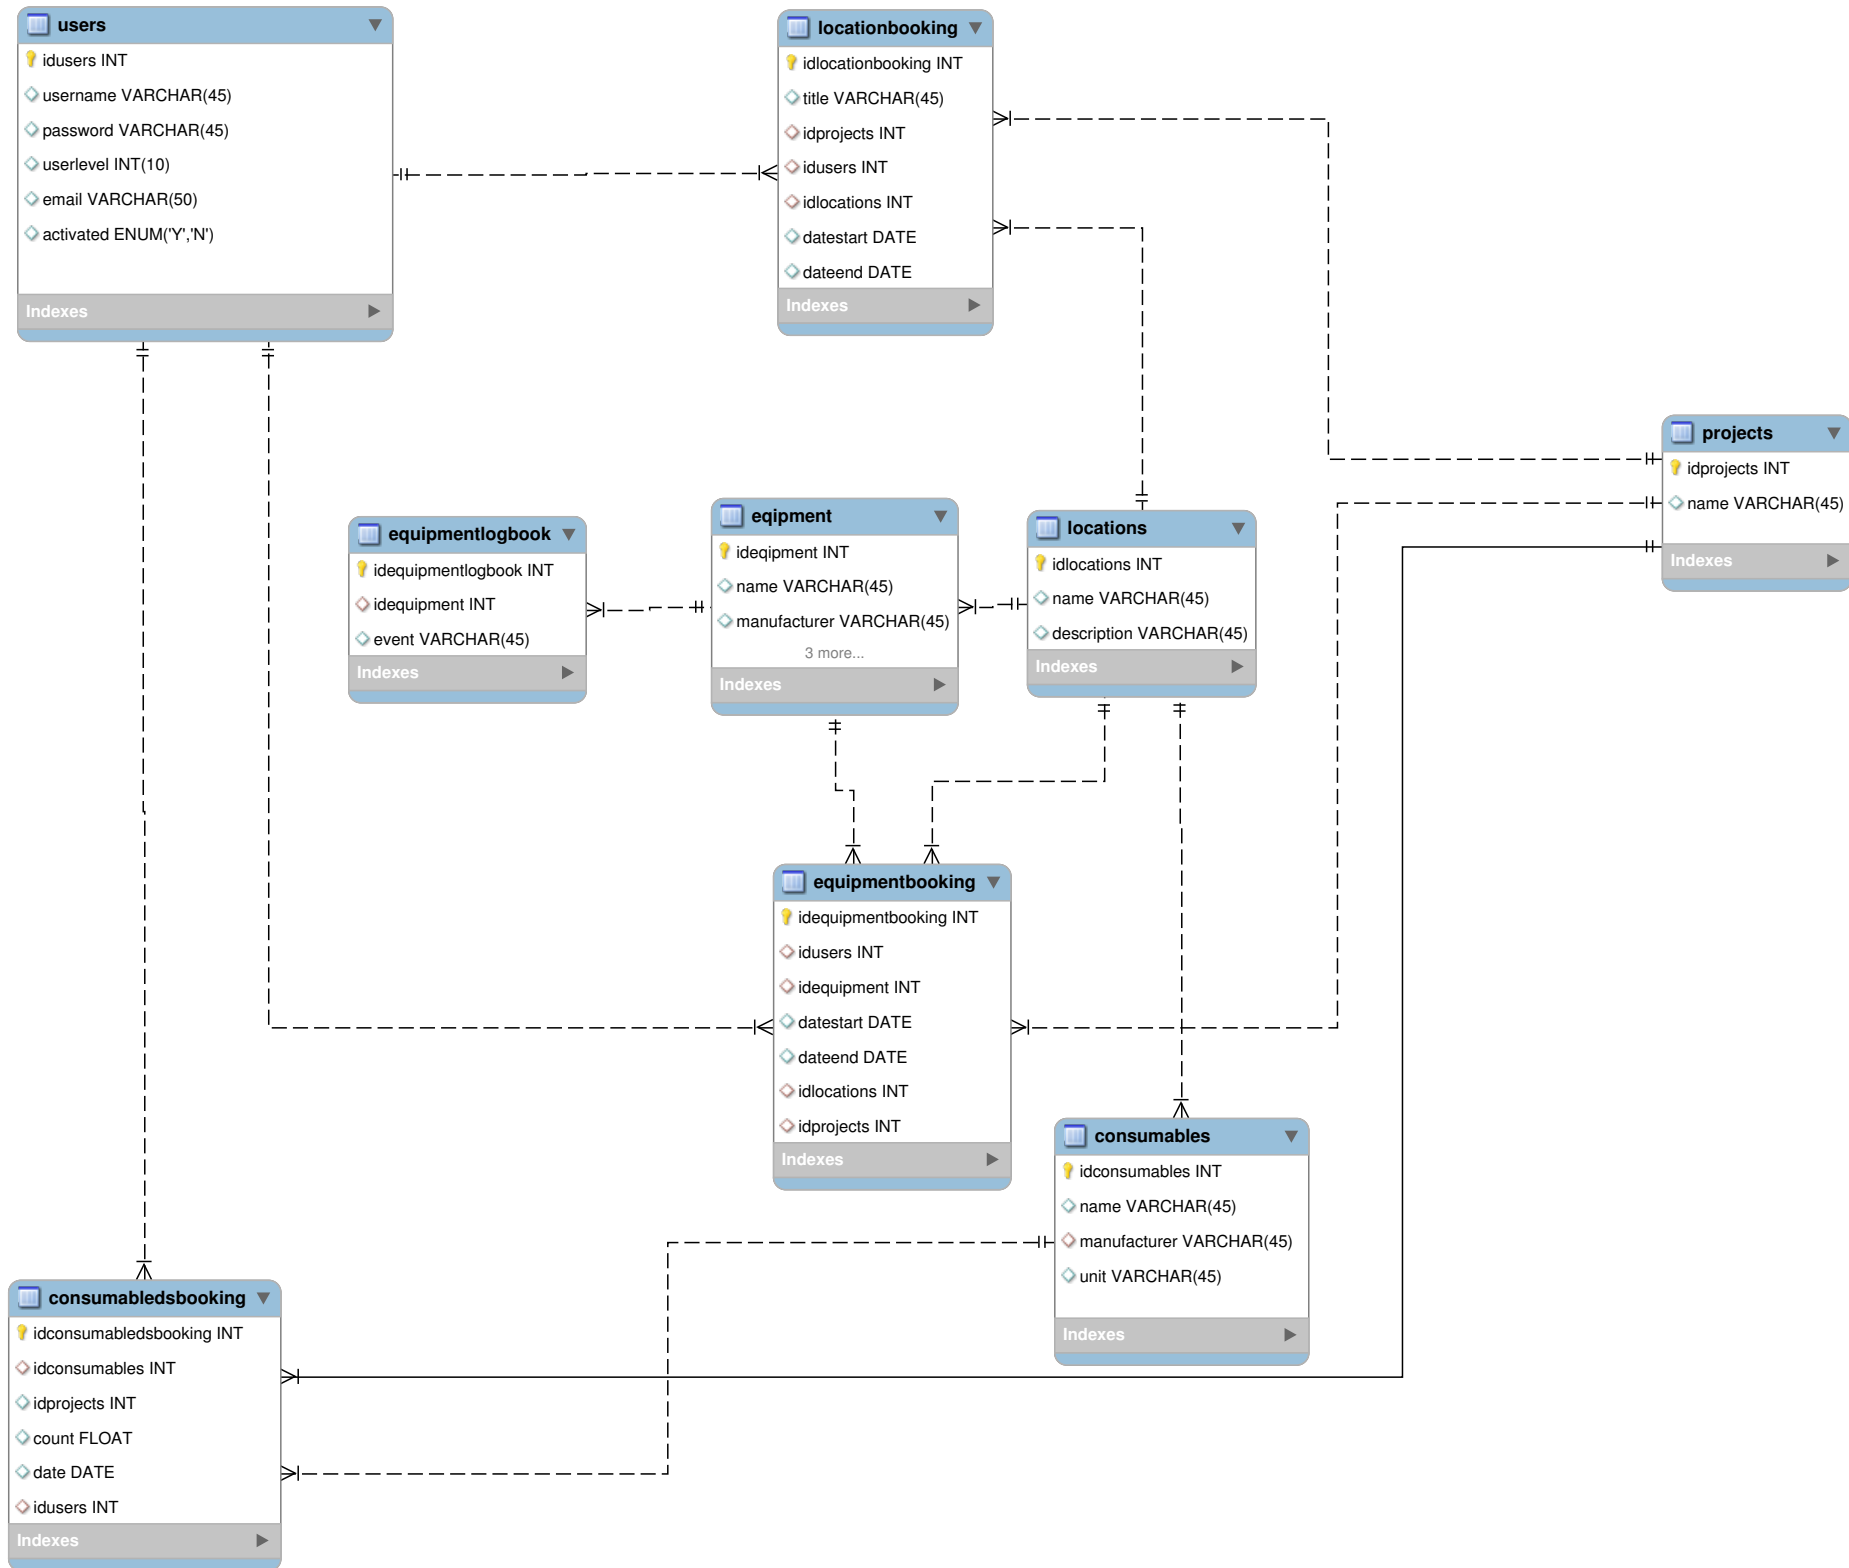 users
idusers INT
username VARCHAR(45)
password VARCHAR(45)
userlevel INT(10)
email VARCHAR(50)
activated ENUM('Y','N')
Indexes
locationbooking
idlocationbooking INT
title VARCHAR(45)
idprojects INT
idusers INT
idlocations INT
datestart DATE
dateend DATE
Indexes
projects
idprojects INT
name VARCHAR(45)
Indexes
equipmentlogbook
idequipmentlogbook INT
idequipment INT
event VARCHAR(45)
Indexes
eqipment
ideqipment INT
name VARCHAR(45)
manufacturer VARCHAR(45)
3 more...
Indexes
locations
idlocations INT
name VARCHAR(45)
description VARCHAR(45)
Indexes
equipmentbooking
idequipmentbooking INT
idusers INT
idequipment INT
datestart DATE
dateend DATE
idlocations INT
idprojects INT
Indexes
consumables
idconsumables INT
name VARCHAR(45)
manufacturer VARCHAR(45)
unit VARCHAR(45)
Indexes
consumabledsbooking
idconsumabledsbooking INT
idconsumables INT
idprojects INT
count FLOAT
date DATE
idusers INT
Indexes